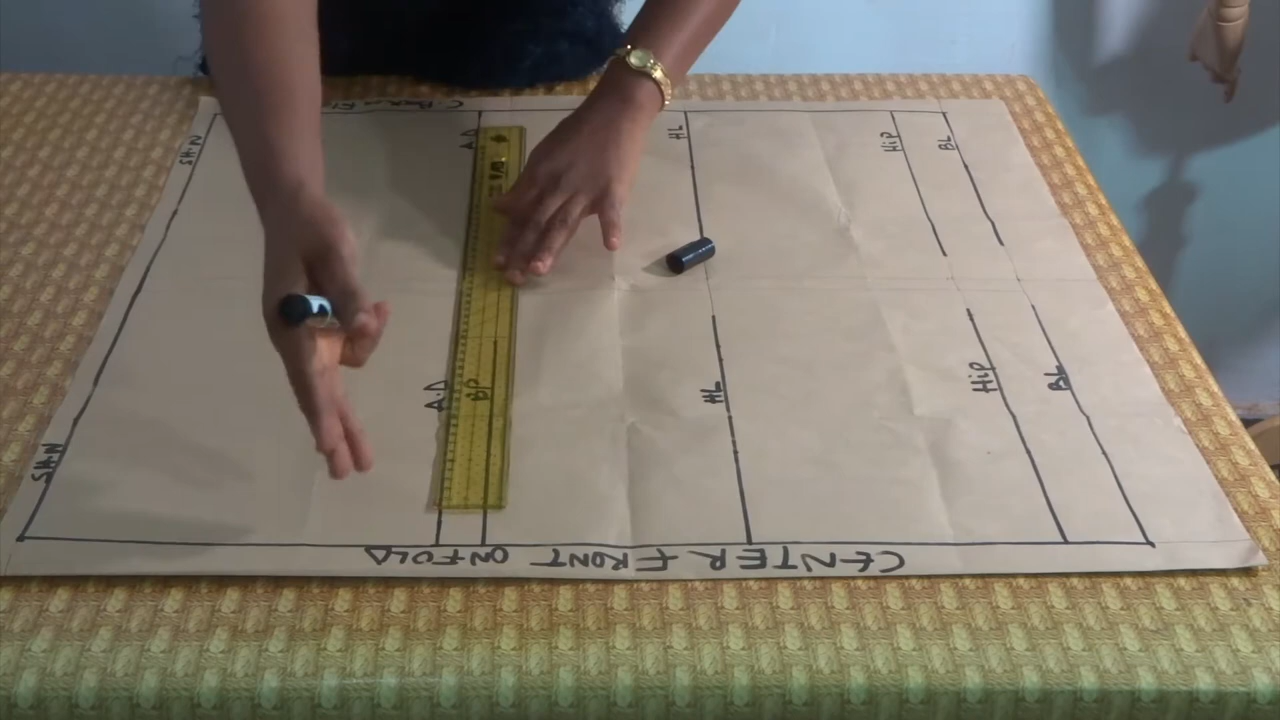 SH-N
A.D
HL
Hip
BL
SH-N
A.D
BP
HL
Hip
BL
CENTER FRONT ON FOLD